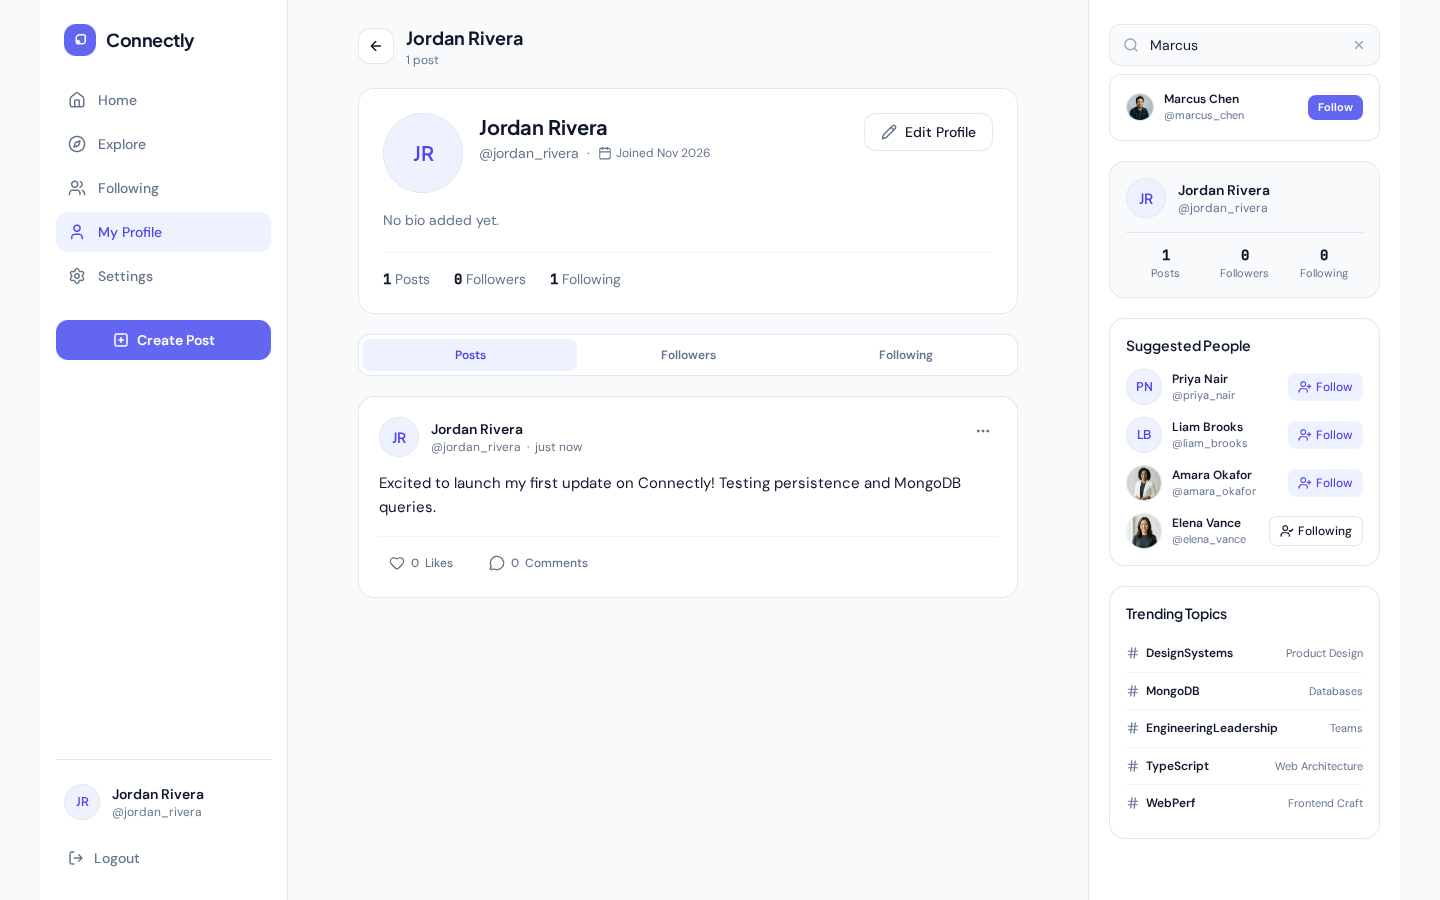 Connectly
Home
Explore
Following
My Profile
Settings
Create Post
Jordan Rivera
@jordan_rivera
Logout
Jordan Rivera
1 post
JR
Jordan Rivera
@jordan_rivera · Joined Nov 2026
Edit Profile
No bio added yet.
1 Posts 0 Followers 1 Following
Posts Followers Following
JR
Jordan Rivera
@jordan_rivera · just now
Excited to launch my first update on Connectly! Testing persistence and MongoDB
queries.
0 Likes 0 Comments
Marcus
Marcus Chen
@marcus_chen
Follow
JR
Jordan Rivera
@jordan_rivera
1 0 0
Posts Followers Following
Suggested People
PN
Priya Nair
@priya_nair
Follow
LB
Liam Brooks
@liam_brooks
Follow
Amara Okafor
@amara_okafor
Follow
Elena Vance
@elena_vance
Following
Trending Topics
# DesignSystems Product Design
# MongoDB Databases
# EngineeringLeadership Teams
# TypeScript Web Architecture
# WebPerf Frontend Craft
JR